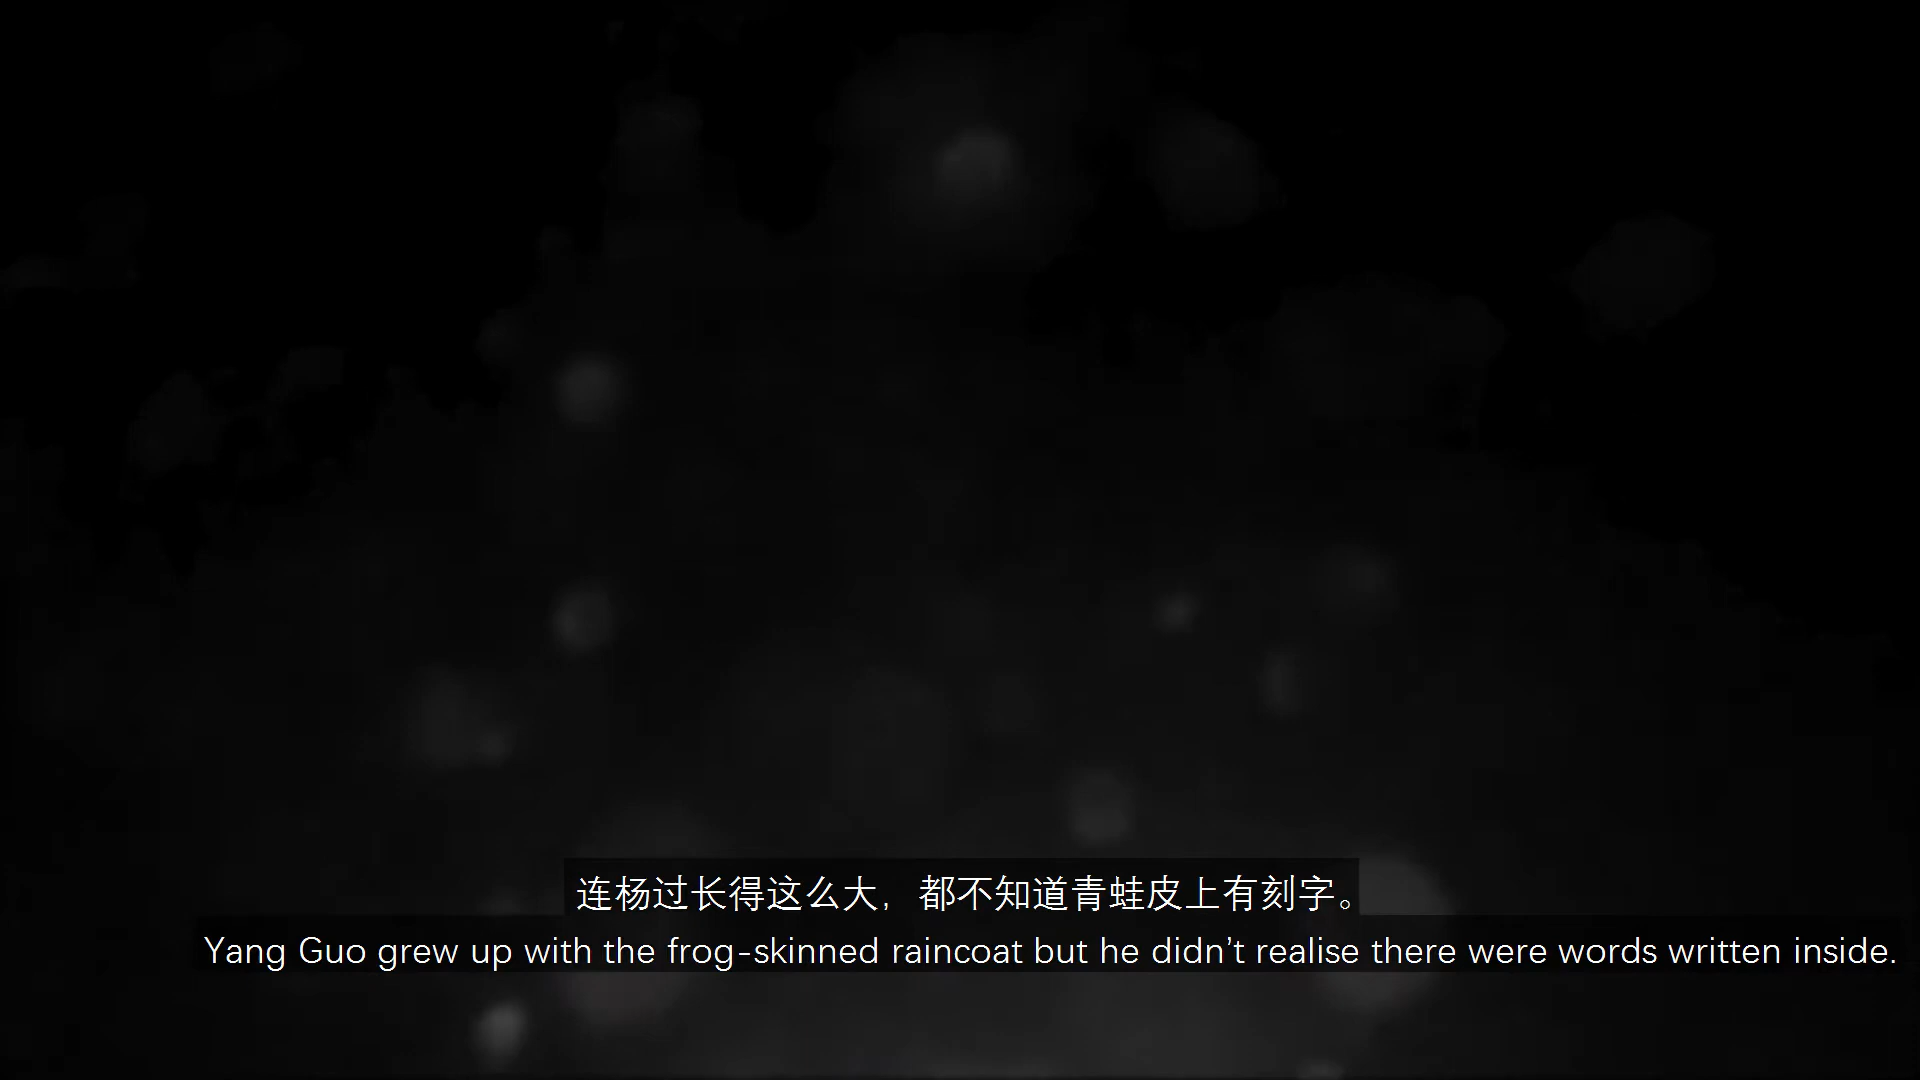 连杨过长得这么大，都不知道青蛙皮上有刻字。
Yang Guo grew up with the frog-skinned raincoat but he didn't realise there were words written inside.